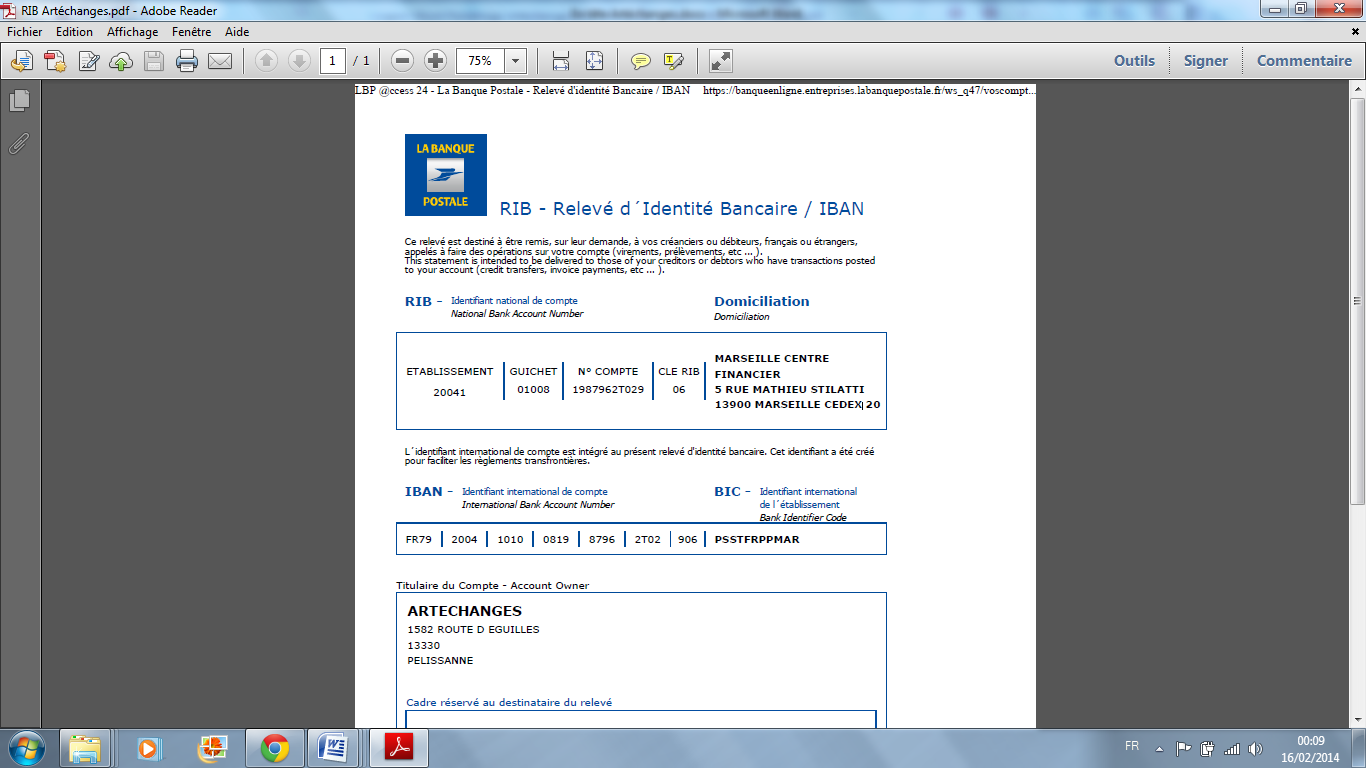 RIB Artéchanges.pdf - Adobe Reader
Fichier Edition Affichage Fenêtre Aide
1 / 1 75% Outils Signer Commentaire
LBP @ccess 24 - La Banque Postale - Relevé d'identité Bancaire / IBAN https://banqueenligne.entreprises.labanquepostale.fr/ws_q47/voscompt...
LA BANQUE
POSTALE
RIB - Relevé d´Identité Bancaire / IBAN
Ce relevé est destiné à être remis, sur leur demande, à vos créanciers ou débiteurs, français ou étrangers,
appelés à faire des opérations sur votre compte (virements, prélèvements, etc ... ).
This statement is intended to be delivered to those of your creditors or debtors who have transactions posted
to your account (credit transfers, invoice payments, etc ... ).
RIB - Identifiant national de compte
National Bank Account Number
Domiciliation
Domiciliation
ETABLISSEMENT GUICHET N° COMPTE CLE RIB
20041 01008 1987962T029 06
MARSEILLE CENTRE
FINANCIER
5 RUE MATHIEU STILATTI
13900 MARSEILLE CEDEX 20
L´identifiant international de compte est intégré au présent relevé d'identité bancaire. Cet identifiant a été créé
pour faciliter les règlements transfrontières.
IBAN - Identifiant international de compte
International Bank Account Number
BIC - Identifiant international
de l´établissement
Bank Identifier Code
FR79 2004 1010 0819 8796 2T02 906 PSSTFRPPMAR
Titulaire du Compte - Account Owner
ARTECHANGES
1582 ROUTE D EGUILLES
13330
PELISSANNE
Cadre réservé au destinataire du relevé
FR 00:09
16/02/2014